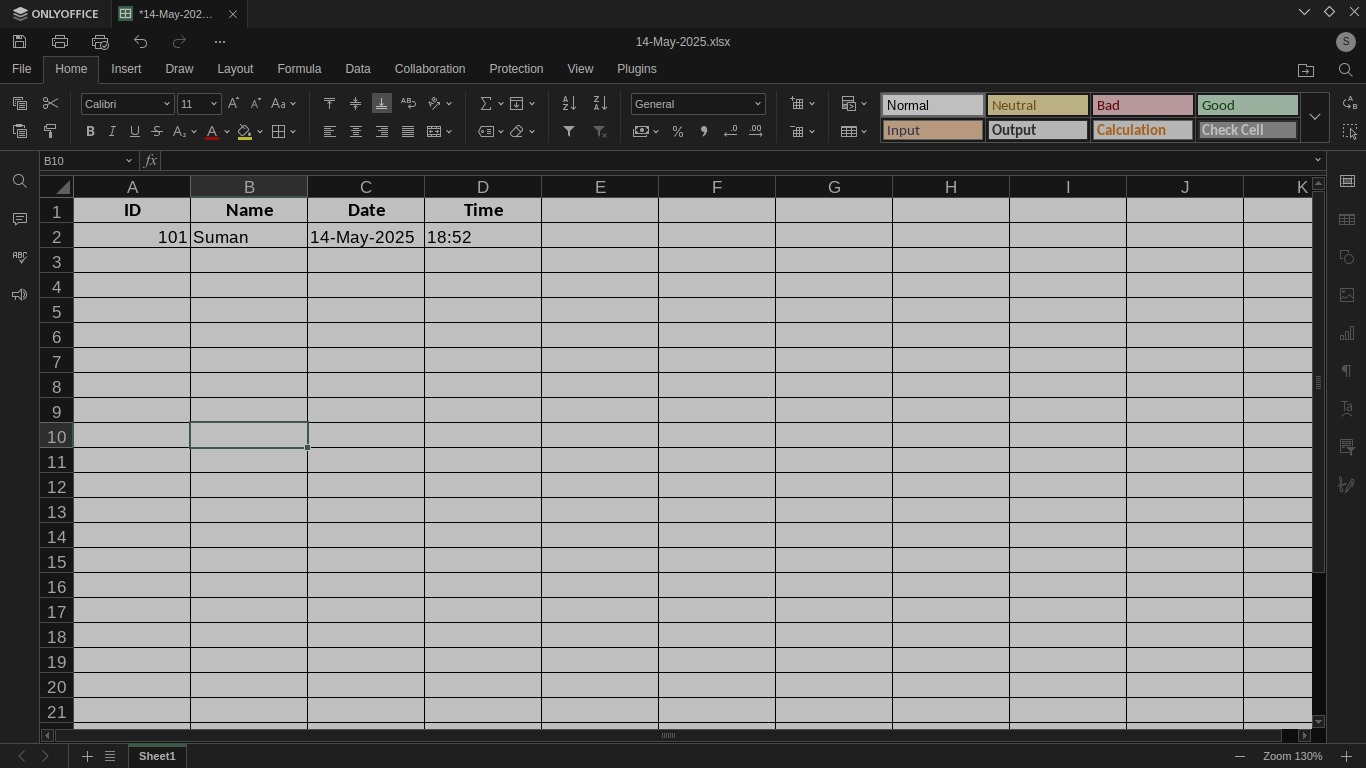 ONLYOFFICE
*14-May-202...
14-May-2025.xlsx
S
File Home Insert Draw Layout Formula Data Collaboration Protection View Plugins
Calibri 11 General
Normal Neutral Bad Good
Input Output Calculation Check Cell
B10 fx
A B C D E F G H I J K
1 ID Name Date Time
2 101 Suman 14-May-2025 18:52
3
4
5
6
7
8
9
10
11
12
13
14
15
16
17
18
19
20
21
Sheet1 Zoom 130%